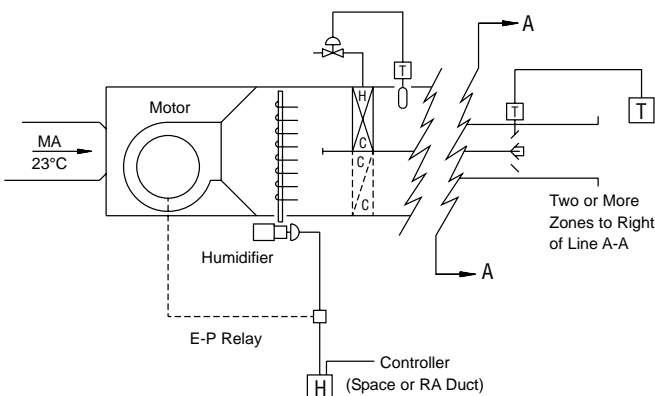 A
T
T
T
H
Motor
MA
23°C
C
C
C
Two or More
Zones to Right
of Line A-A
Humidifier
A
E-P Relay
Controller
H
(Space or RA Duct)